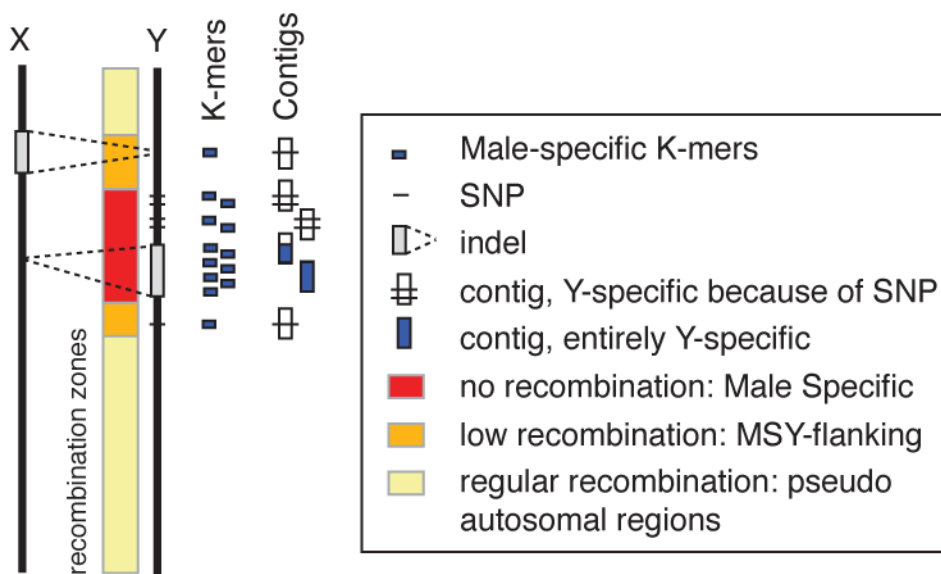 X
Y
K-mers
Contigs
recombination zones
Male-specific K-mers
SNP
indel
contig, Y-specific because of SNP
contig, entirely Y-specific
no recombination: Male Specific
low recombination: MSY-flanking
regular recombination: pseudo
autosomal regions